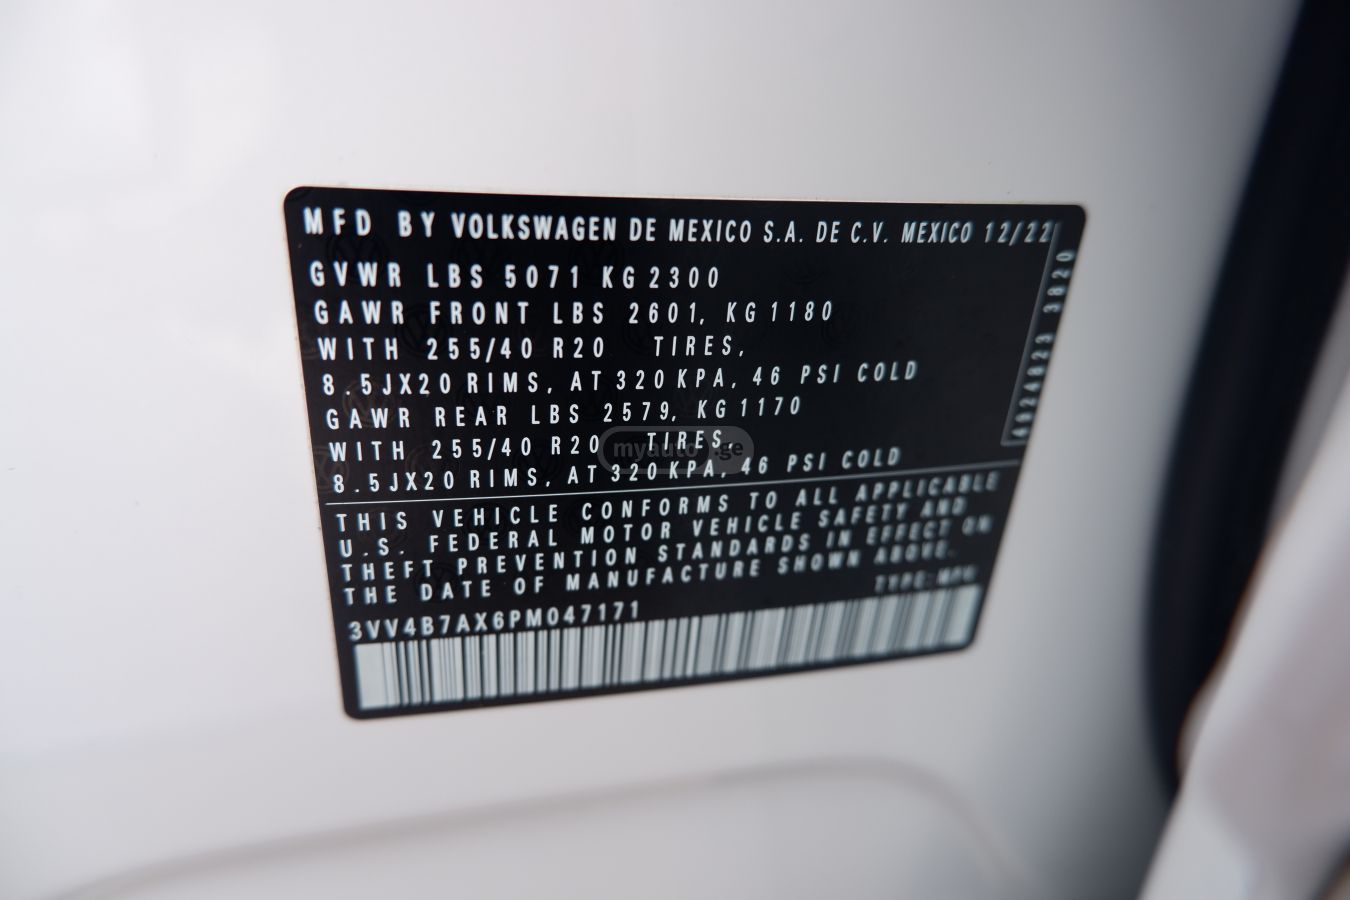 MFD BY VOLKSWAGEN DE MEXICO S.A. DE C.V. MEXICO 12/22
GVWR LBS 5071 KG 2300
GAWR FRONT LBS 2601, KG 1180
WITH 255/40 R20 TIRES,
8.5JX20 RIMS, AT 320 KPA, 46 PSI COLD
GAWR REAR LBS 2579, KG 1170
WITH 255/40 R20 TIRES,
8.5JX20 RIMS, AT 320 KPA, 46 PSI COLD
myauto.ge
THIS VEHICLE CONFORMS TO ALL APPLICABLE
U.S. FEDERAL MOTOR VEHICLE SAFETY AND
THEFT PREVENTION STANDARDS IN EFFECT ON
THE DATE OF MANUFACTURE SHOWN ABOVE.
TYPE: MPV
3VV4B7AX6PM047171
3820